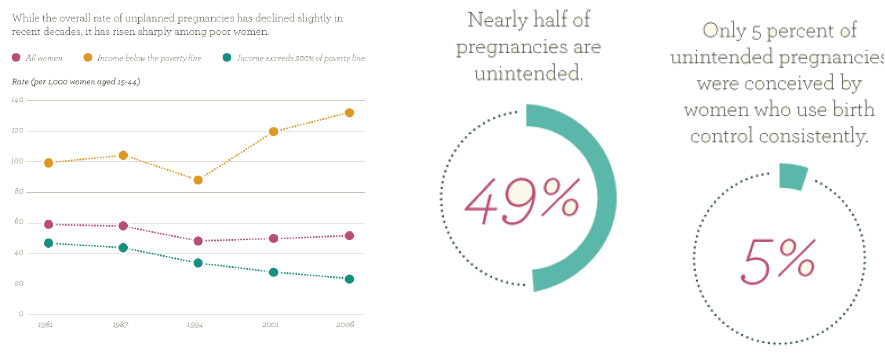 While the overall rate of unplanned pregnancies has declined slightly in
recent decades, it has risen sharply among poor women.
All women Income below the poverty line Income exceeds 200% of poverty line
Rate (per 1,000 women aged 15-44)
140
120
100
80
60
40
20
0
1981 1987 1994 2001 2006
Nearly half of
pregnancies are
unintended.
49%
Only 5 percent of
unintended pregnancies
were conceived by
women who use birth
control consistently.
5%